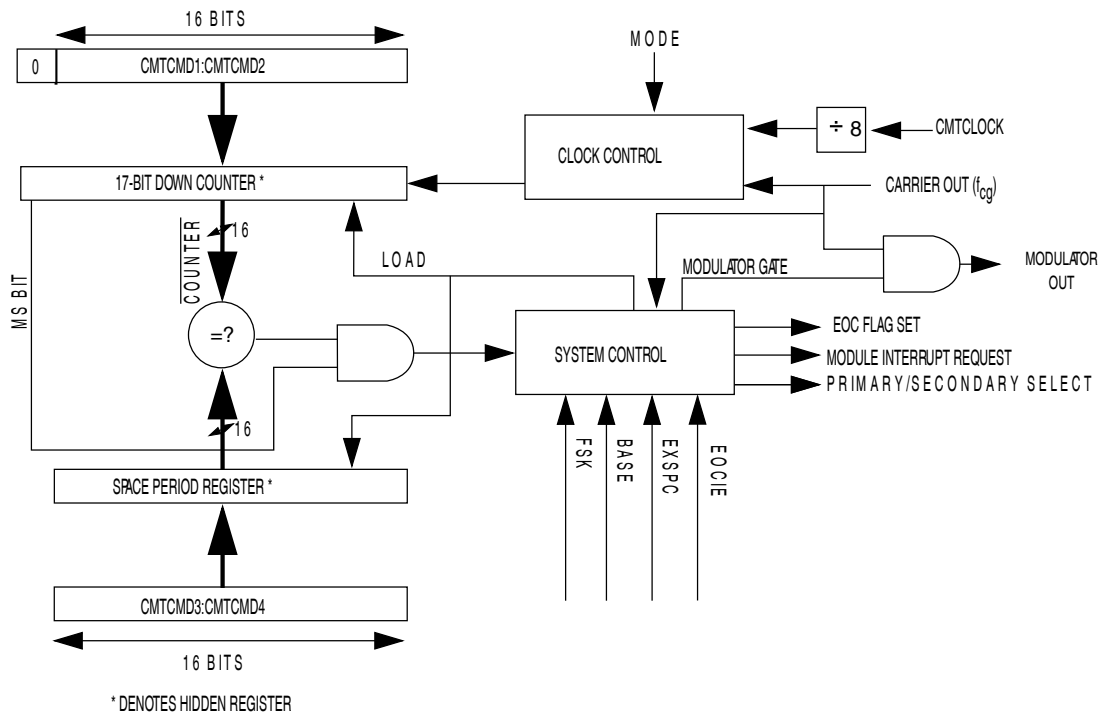 16 BITS
MODE
0
CMTCMD1:CMTCMD2
÷ 8
CMTCLOCK
CLOCK CONTROL
17-BIT DOWN COUNTER *
CARRIER OUT (fcg)
16
COUNTER
LOAD
MODULATOR GATE
MODULATOR
OUT
MS BIT
=?
EOC FLAG SET
SYSTEM CONTROL
MODULE INTERRUPT REQUEST
PRIMARY/SECONDARY SELECT
16
FSK
BASE
EXSPC
EOCIE
SPACE PERIOD REGISTER *
CMTCMD3:CMTCMD4
16 BITS
* DENOTES HIDDEN REGISTER